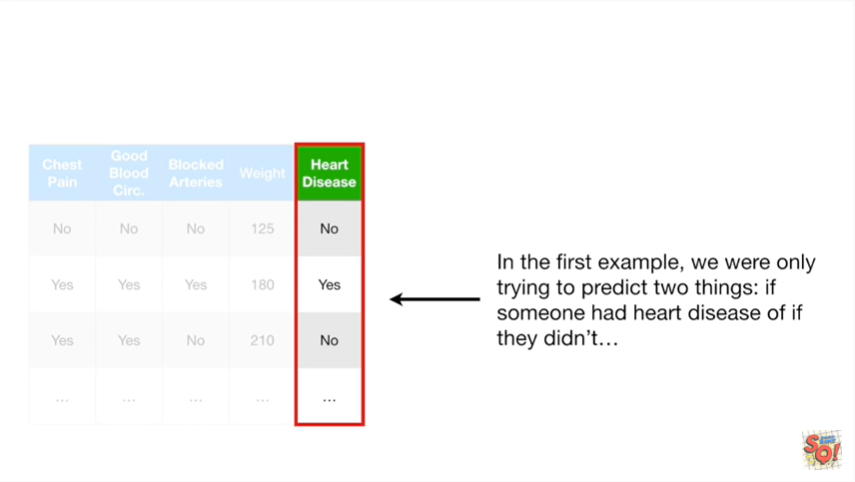 Chest Pain Good Blood Circ. Blocked Arteries Weight Heart Disease
No No No 125 No
Yes Yes Yes 180 Yes
Yes Yes No 210 No
... ... ... ... ...
In the first example, we were only
trying to predict two things: if
someone had heart disease of if
they didn't...
SQ!